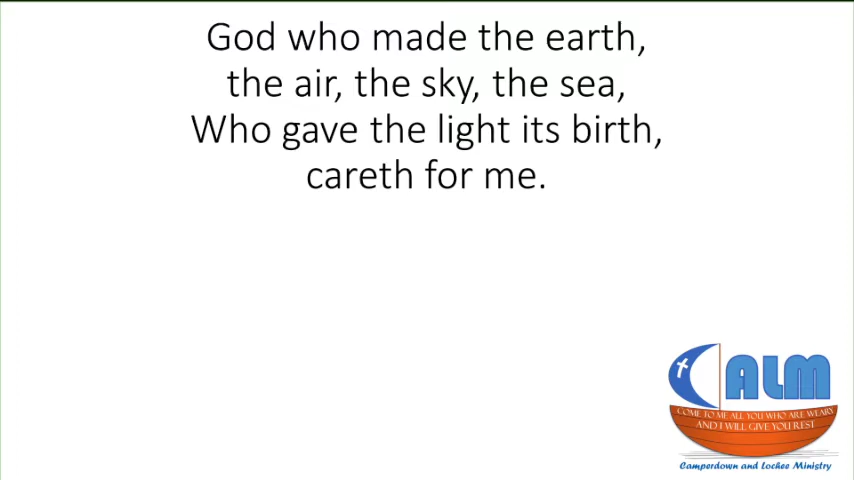 God who made the earth,
the air, the sky, the sea,
Who gave the light its birth,
careth for me.
CALM
COME TO ME ALL YOU WHO ARE WEARY
AND I WILL GIVE YOU REST
Camperdown and Lochee Ministry